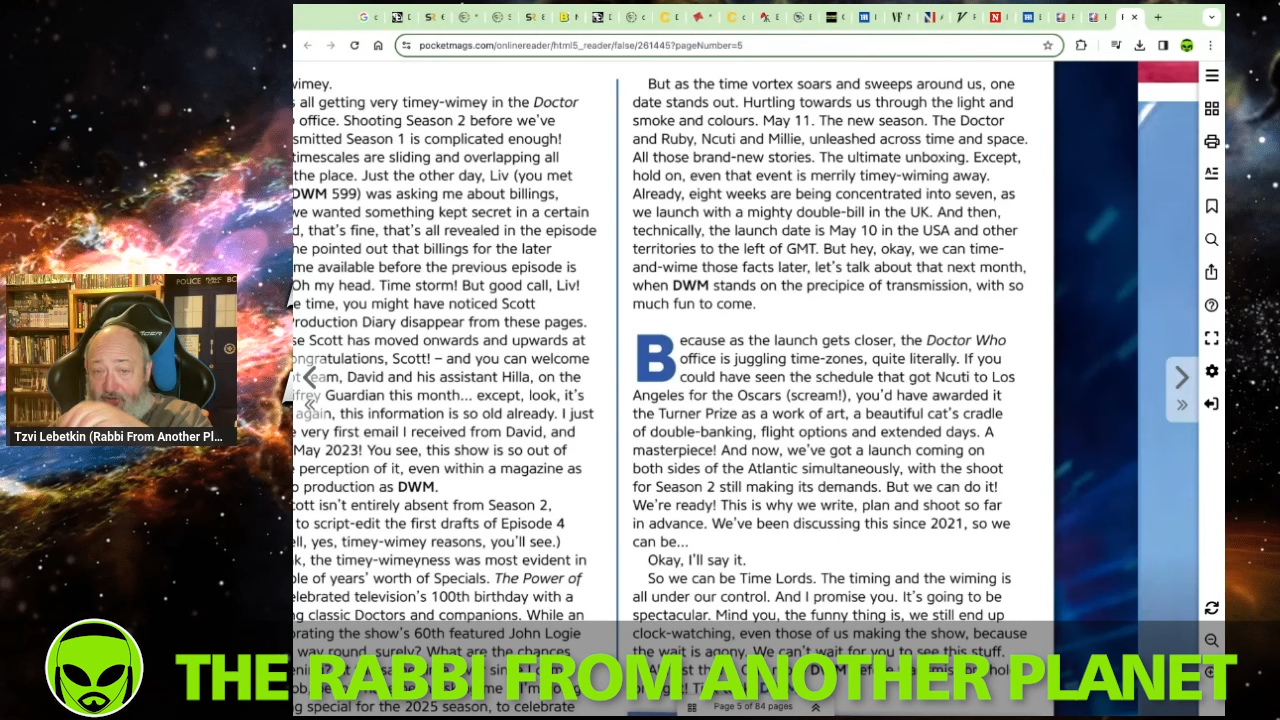 pocketmags.com/onlinereader/html5_reader/false/261445?pageNumber=5
wimey.
all getting very timey-wimey in the Doctor
office. Shooting Season 2 before we've
smitted Season 1 is complicated enough!
timescales are sliding and overlapping all
the place. Just the other day, Liv (you met
DWM 599) was asking me about billings,
we wanted something kept secret in a certain
d, that's fine, that's all revealed in the episode
he pointed out that billings for the later
me available before the previous episode is
Oh my head. Time storm! But good call, Liv!
e time, you might have noticed Scott
Production Diary disappear from these pages.
se Scott has moved onwards and upwards at
ongratulations, Scott! – and you can welcome
team, David and his assistant Hilla, on the
ifrey Guardian this month... except, look, it's
again, this information is so old already. I just
e very first email I received from David, and
May 2023! You see, this show is so out of
perception of it, even within a magazine as
o production as DWM.
ott isn't entirely absent from Season 2,
to script-edit the first drafts of Episode 4
ell, yes, timey-wimey reasons, you'll see.)
k, the timey-wimeyness was most evident in
ple of years' worth of Specials. The Power of
elebrated television's 100th birthday with a
ng classic Doctors and companions. While an
orating the show's 60th featured John Logie
way round, surely? What are the chances
ng special for the 2025 season, to celebrate
But as the time vortex soars and sweeps around us, one
date stands out. Hurtling towards us through the light and
smoke and colours. May 11. The new season. The Doctor
and Ruby, Ncuti and Millie, unleashed across time and space.
All those brand-new stories. The ultimate unboxing. Except,
hold on, even that event is merrily timey-wiming away.
Already, eight weeks are being concentrated into seven, as
we launch with a mighty double-bill in the UK. And then,
technically, the launch date is May 10 in the USA and other
territories to the left of GMT. But hey, okay, we can time-
and-wime those facts later, let's talk about that next month,
when DWM stands on the precipice of transmission, with so
much fun to come.
Because as the launch gets closer, the Doctor Who
office is juggling time-zones, quite literally. If you
could have seen the schedule that got Ncuti to Los
Angeles for the Oscars (scream!), you'd have awarded it
the Turner Prize as a work of art, a beautiful cat's cradle
of double-banking, flight options and extended days. A
masterpiece! And now, we've got a launch coming on
both sides of the Atlantic simultaneously, with the shoot
for Season 2 still making its demands. But we can do it!
We're ready! This is why we write, plan and shoot so far
in advance. We've been discussing this since 2021, so we
can be...
Okay, I'll say it.
So we can be Time Lords. The timing and the wiming is
all under our control. And I promise you. It's going to be
spectacular. Mind you, the funny thing is, we still end up
clock-watching, even those of us making the show, because
the wait is agony. We can't wait for you to see this stuff.
Page 5 of 84 pages
POLICE PUBLIC CALL BO
Tzvi Lebetkin (Rabbi From Another Pl...
THE RABBI FROM ANOTHER PLANET